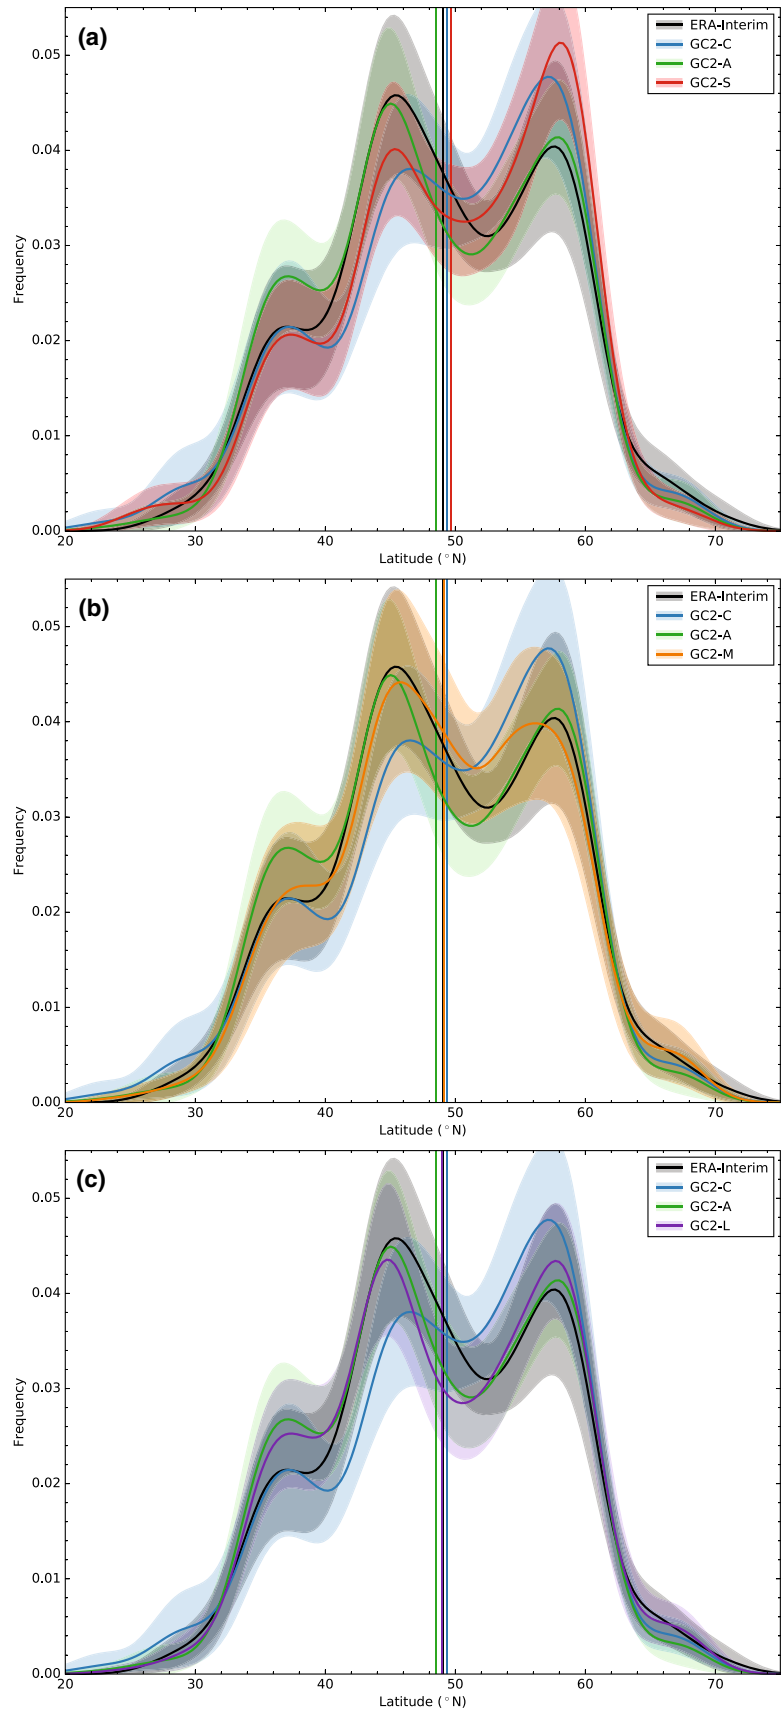 (a)
ERA-Interim
GC2-C
GC2-A
GC2-S
0.05
0.04
0.03
0.02
0.01
0.00
Frequency
20 30 40 50 60 70
Latitude (°N)
(b)
ERA-Interim
GC2-C
GC2-A
GC2-M
0.05
0.04
0.03
0.02
0.01
0.00
Frequency
20 30 40 50 60 70
Latitude (°N)
(c)
ERA-Interim
GC2-C
GC2-A
GC2-L
0.05
0.04
0.03
0.02
0.01
0.00
Frequency
20 30 40 50 60 70
Latitude (°N)